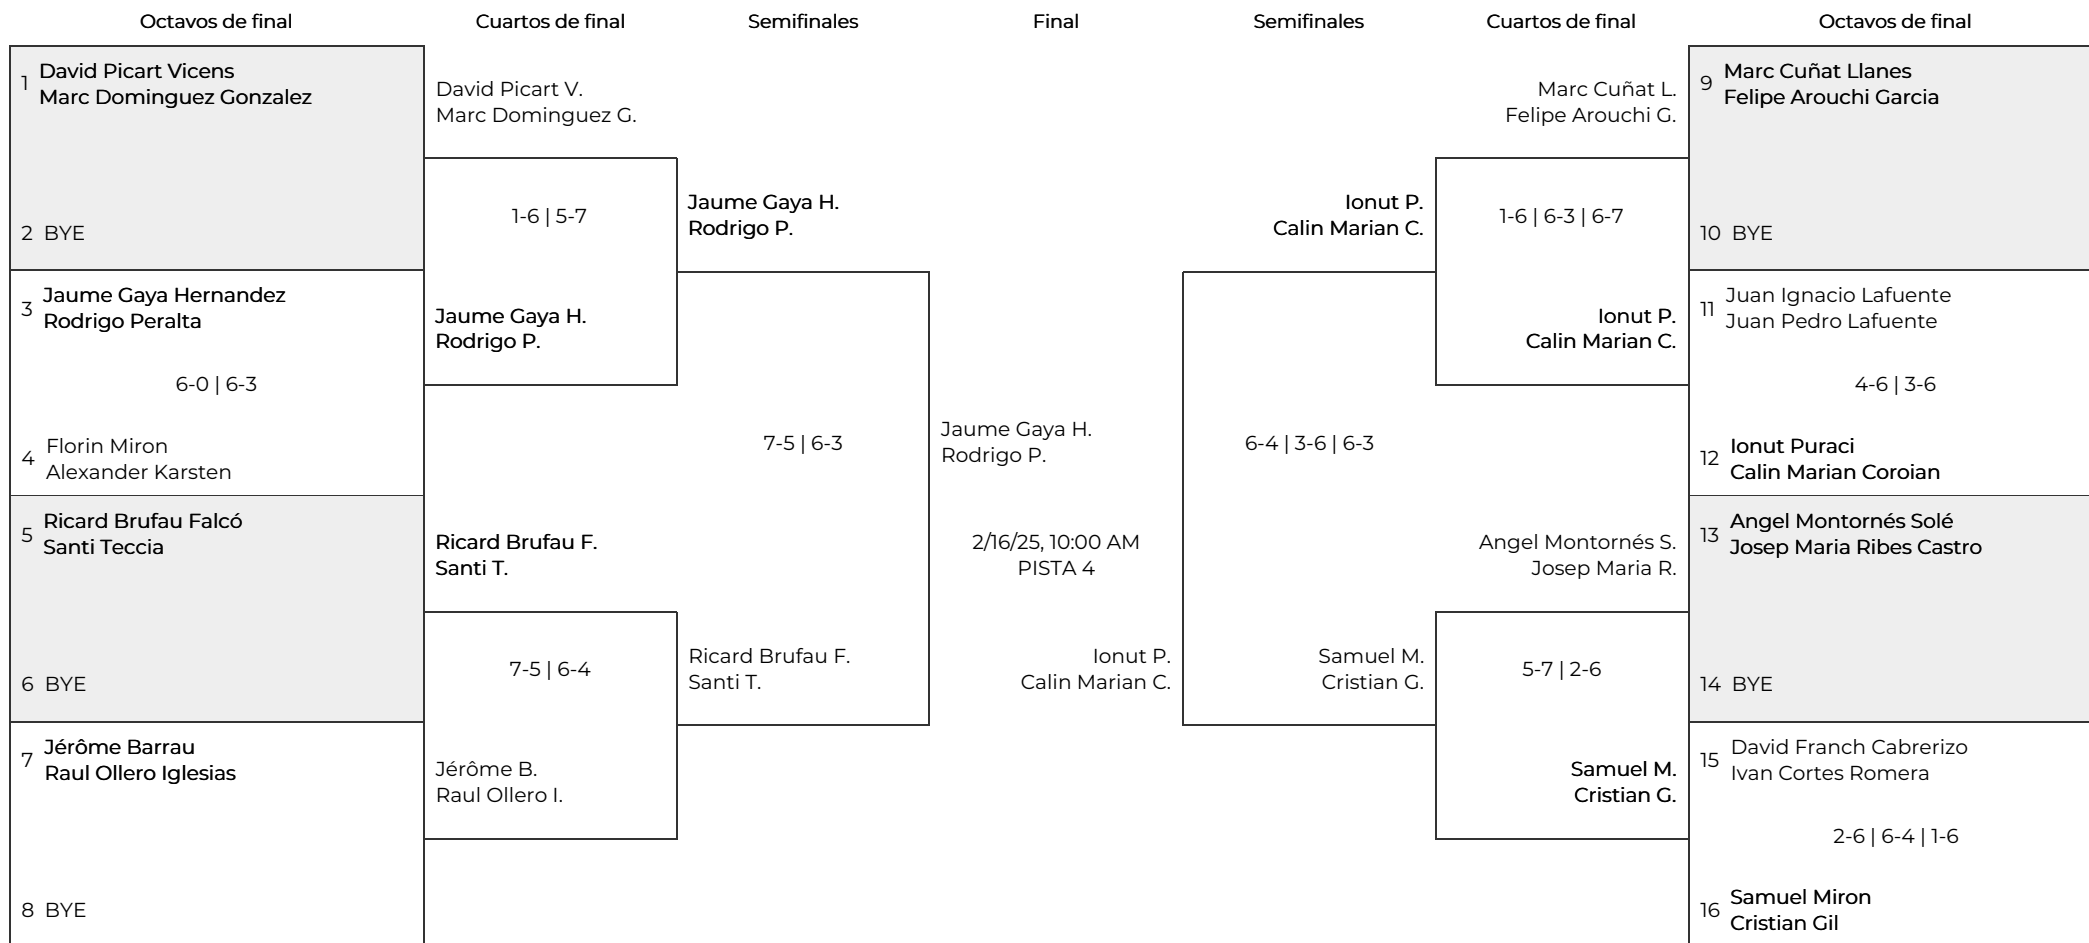 Octavos de final
Cuartos de final
Semifinales
Final
Semifinales
Cuartos de final
Octavos de final
1 David Picart Vicens
Marc Dominguez Gonzalez
2 BYE
3 Jaume Gaya Hernandez
Rodrigo Peralta
6-0 | 6-3
4 Florin Miron
Alexander Karsten
5 Ricard Brufau Falcó
Santi Teccia
6 BYE
7 Jérôme Barrau
Raul Ollero Iglesias
8 BYE
David Picart V.
Marc Dominguez G.
1-6 | 5-7
Jaume Gaya H.
Rodrigo P.
Ricard Brufau F.
Santi T.
7-5 | 6-4
Jérôme B.
Raul Ollero I.
Jaume Gaya H.
Rodrigo P.
7-5 | 6-3
Ricard Brufau F.
Santi T.
Jaume Gaya H.
Rodrigo P.
2/16/25, 10:00 AM
PISTA 4
Ionut P.
Calin Marian C.
Ionut P.
Calin Marian C.
6-4 | 3-6 | 6-3
Samuel M.
Cristian G.
Marc Cuñat L.
Felipe Arouchi G.
1-6 | 6-3 | 6-7
Ionut P.
Calin Marian C.
Angel Montornés S.
Josep Maria R.
5-7 | 2-6
Samuel M.
Cristian G.
9 Marc Cuñat Llanes
Felipe Arouchi Garcia
10 BYE
11 Juan Ignacio Lafuente
Juan Pedro Lafuente
4-6 | 3-6
12 Ionut Puraci
Calin Marian Coroian
13 Angel Montornés Solé
Josep Maria Ribes Castro
14 BYE
15 David Franch Cabrerizo
Ivan Cortes Romera
2-6 | 6-4 | 1-6
16 Samuel Miron
Cristian Gil